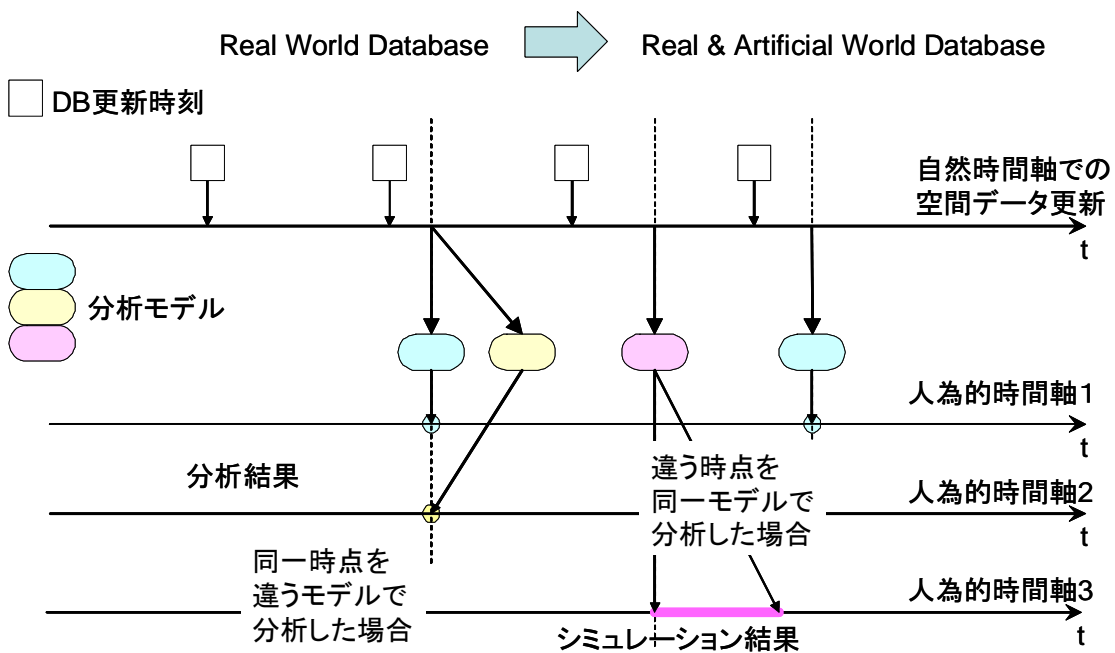 Real World Database
Real & Artificial World Database
DB更新時刻
自然時間軸での
空間データ更新
t
分析モデル
人為的時間軸1
t
分析結果
違う時点を
同一モデルで
分析した場合
人為的時間軸2
t
同一時点を
違うモデルで
分析した場合
人為的時間軸3
シミュレーション結果
t